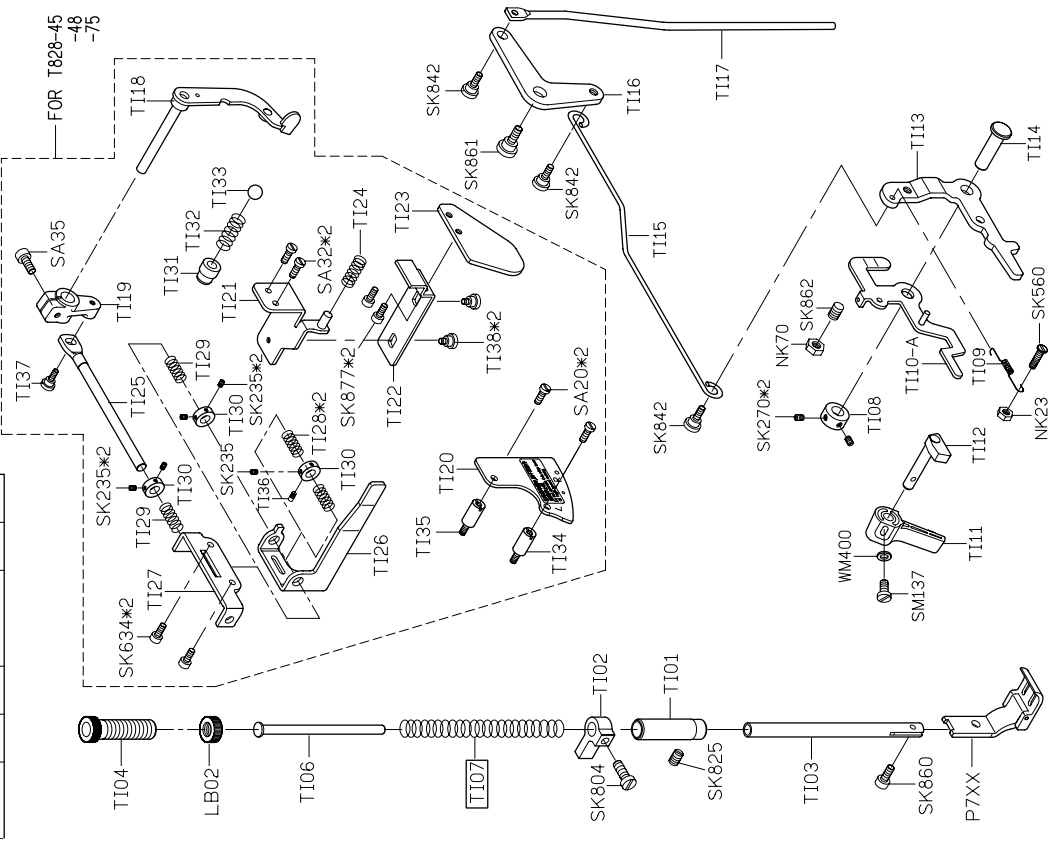 FOR T828-45
-48
-75
TI18
SA35
TI19
TI37
TI25
TI33
TI32
TI31
TI21
SA32*2
TI24
TI23
TI29
SK235*2
TI30
SK877*2
TI22
TI38*2
SK235*2
TI30
TI29
SK235
TI28*2
TI30
TI36
TI27
SK634*2
TI26
TI20
SA20*2
TI35
TI34
SK842
TI17
TI16
SK861
SK842
TI15
SK842
TI13
TI14
SK862
NK70
TI10-A
SK560
TI09
NK23
SK270*2
TI08
TI12
TI11
WM400
SM137
TI04
LB02
TI06
TI07
TI02
SK804
TI01
SK825
TI03
SK860
P7XX